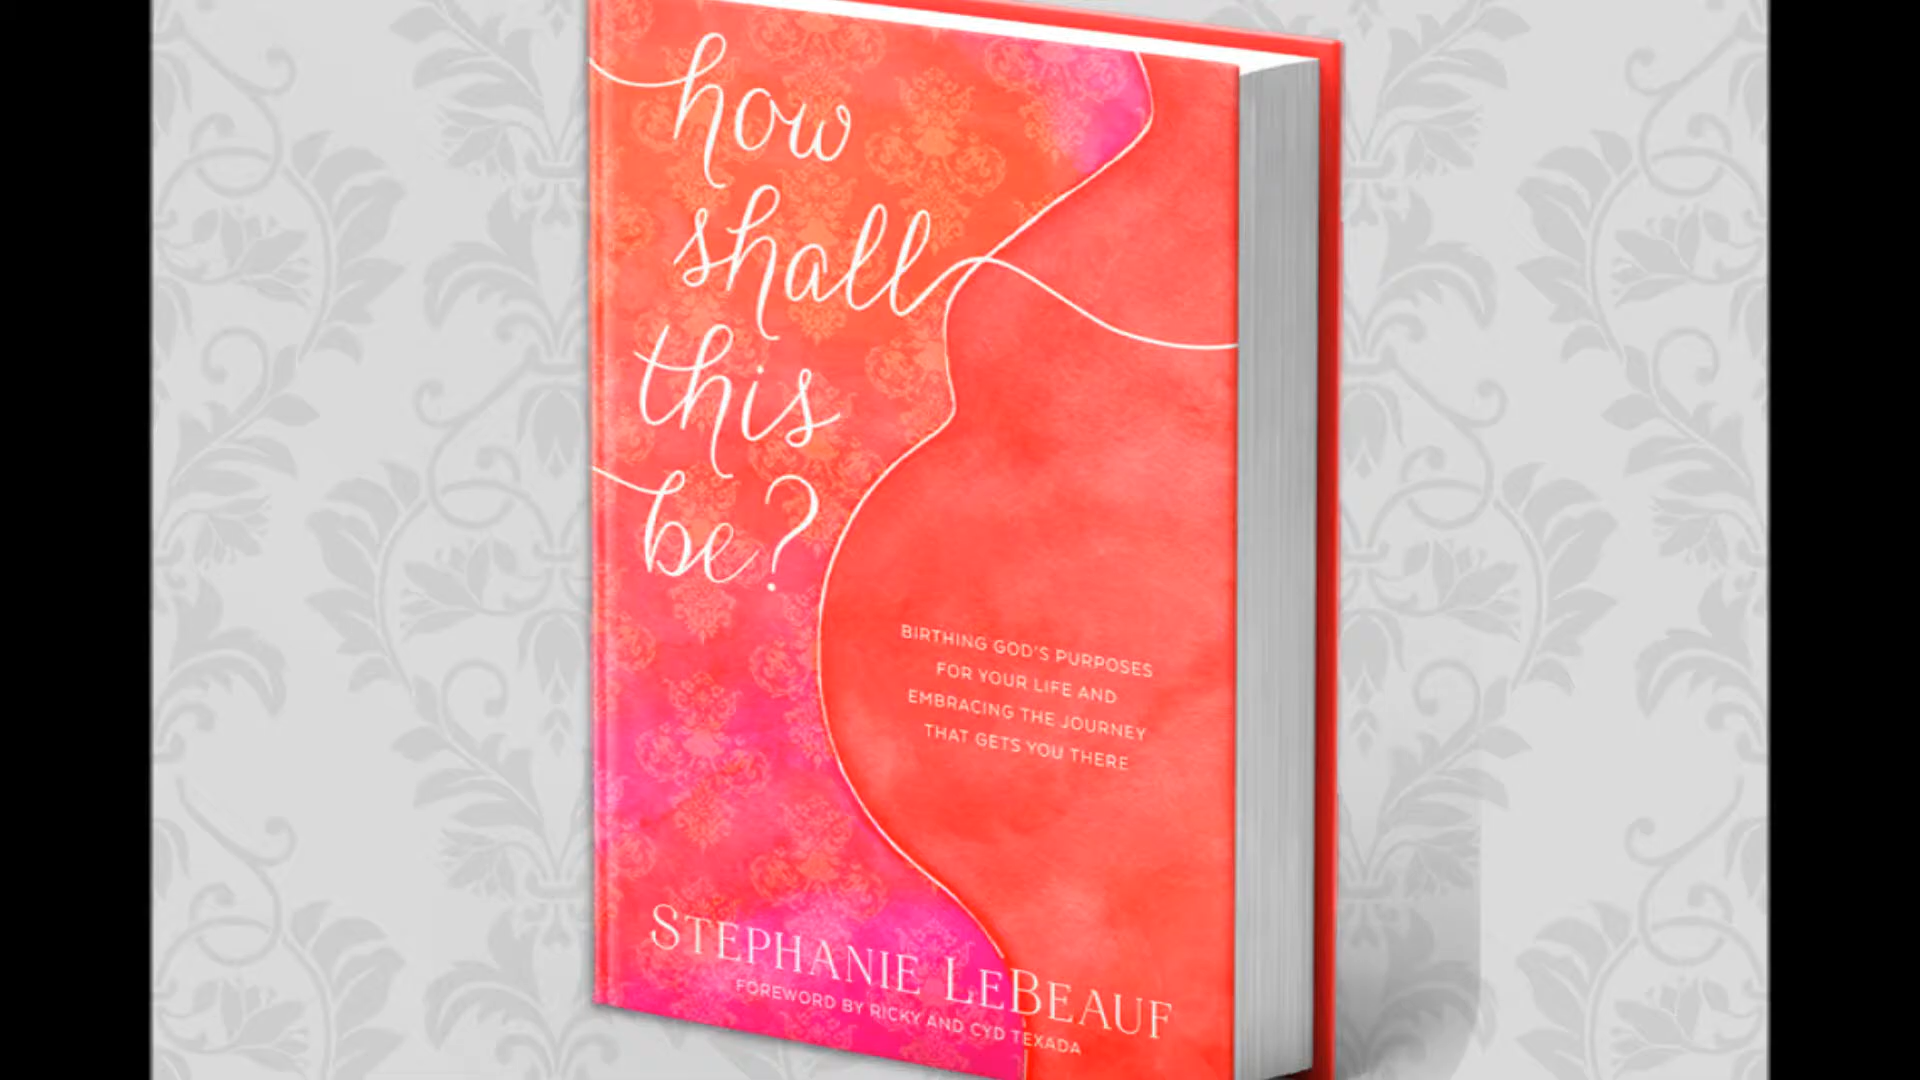 how
shall
this
be?
BIRTHING GOD'S PURPOSES
FOR YOUR LIFE AND
EMBRACING THE JOURNEY
THAT GETS YOU THERE
STEPHANIE LEBEAUF
FOREWORD BY RICKY AND CYD TEXADA